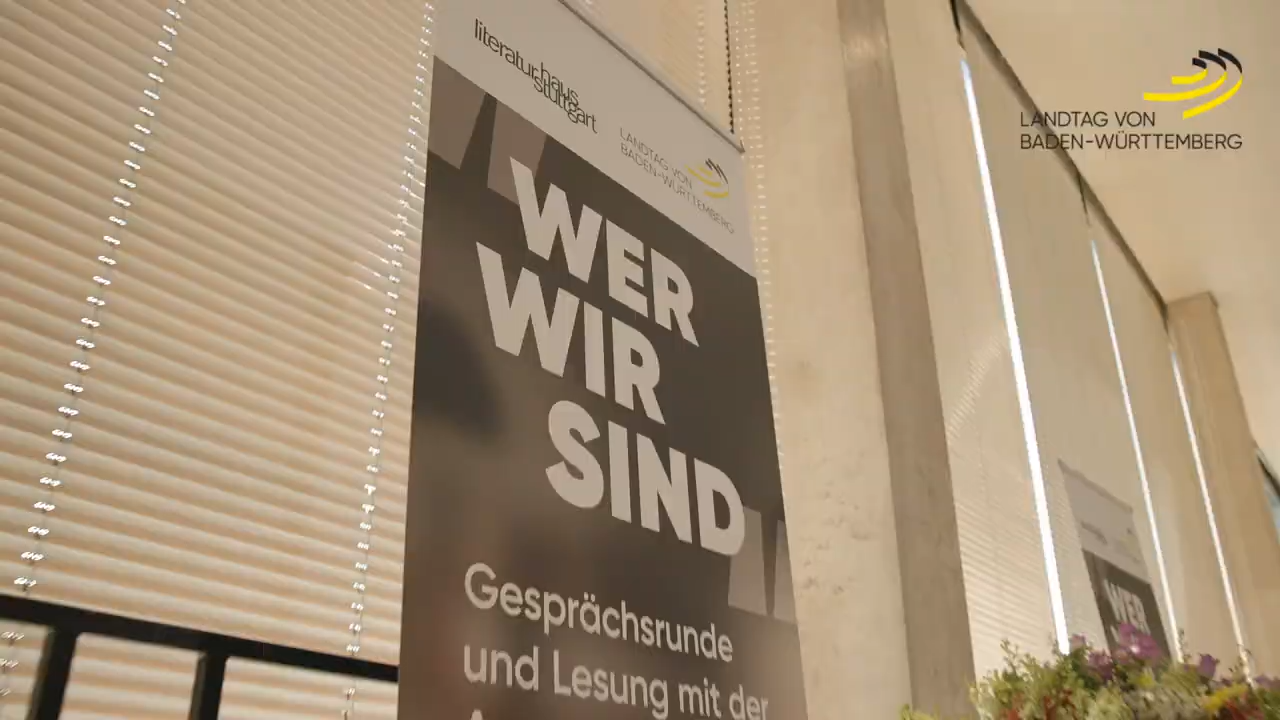 literaturhaus
stuttgart
LANDTAG VON
BADEN-WÜRTTEMBERG
WER
WIR
SIND
Gesprächsrunde
und Lesung mit der
LANDTAG VON
BADEN-WÜRTTEMBERG
WER